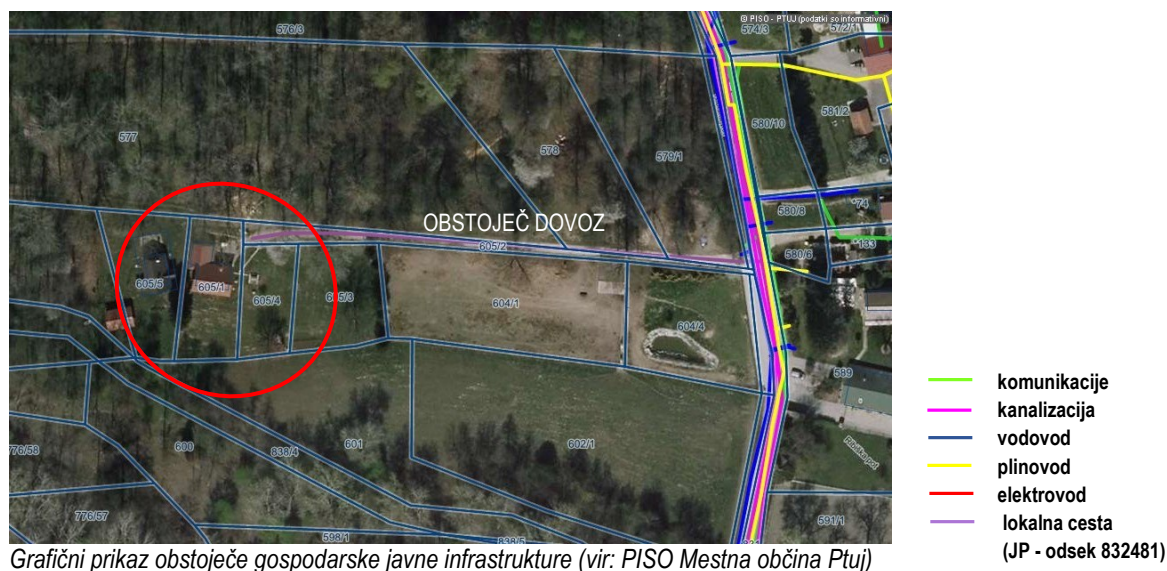 © PISO - PTUJ (podatki so informativni)
576/3
574/3
572/1
577
578
579/1
580/10
581/2
580/8
*74
*133
580/6
OBSTOJEČ DOVOZ
605/2
605/5
605/1
605/4
605/3
604/1
604/4
589
Ribiška pot
600
838/4
601
602/1
776/58
776/57
598/1
838/5
591/1
komunikacije
kanalizacija
vodovod
plinovod
elektrovod
lokalna cesta
(JP - odsek 832481)
Grafični prikaz obstoječe gospodarske javne infrastrukture (vir: PISO Mestna občina Ptuj)